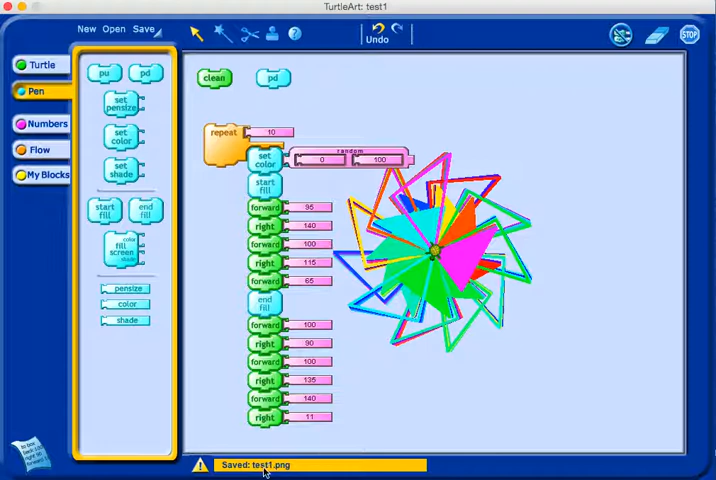 TurtleArt: test1
New Open Save
Undo
STOP
Turtle
Pen
Numbers
Flow
My Blocks
pu pd
set pensize
set color
set shade
start fill
end fill
color
fill screen
shade
pensize
color
shade
clean pd
repeat 10
set color random 0 100
start fill
forward 95
right 140
forward 100
right 115
forward 65
end fill
forward 100
right 90
forward 100
right 135
forward 140
right 11
Saved: test1.png